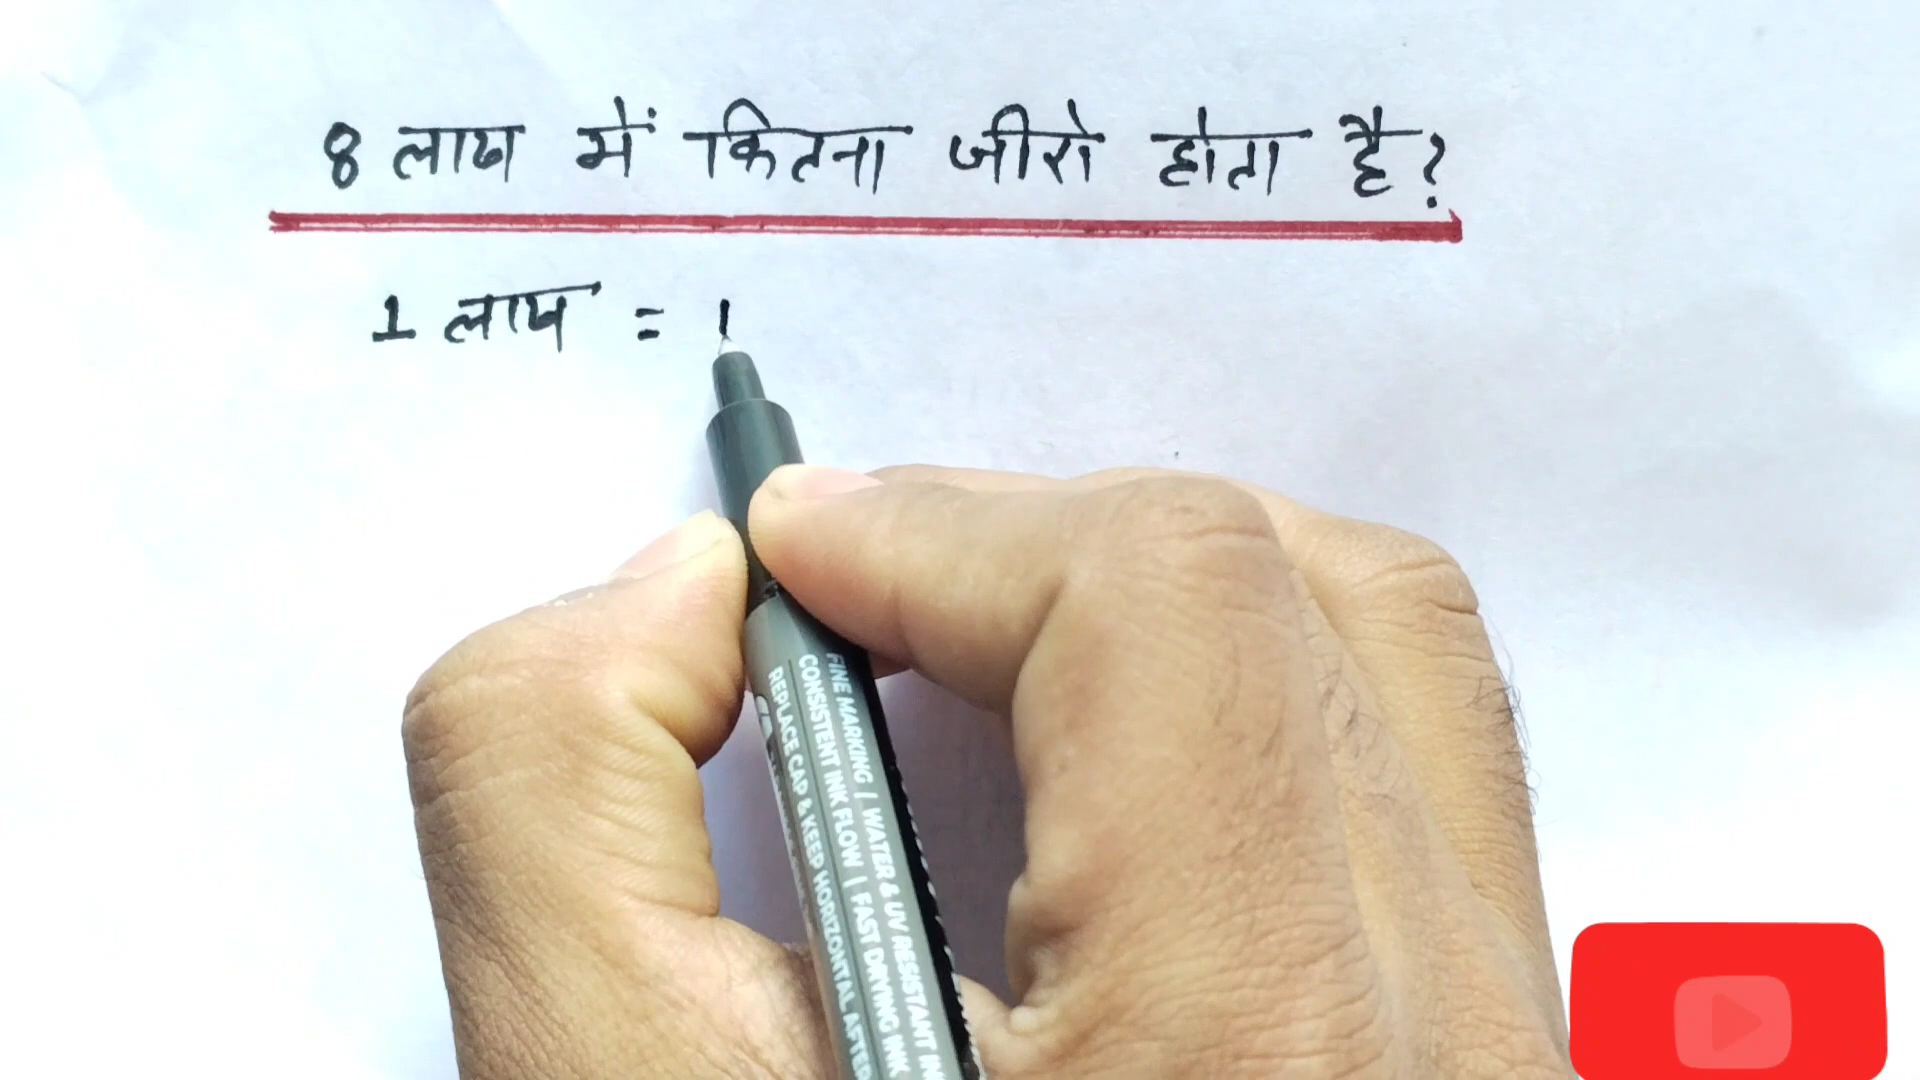 8 लाख में कितना जीरो होता है?
1 लाख = 1
FINE MARKING / WATER & UV RESISTANT IN
CONSISTENT INK FLOW | FAST DRYING INK
REPLACE CAP & KEEP HORIZONTAL AFTER